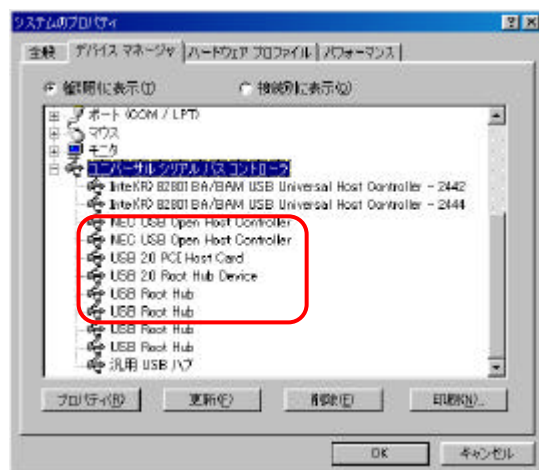 システムのプロパティ
全般 デバイス マネージャ ハードウェア プロファイル パフォーマンス
種類別に表示(T) 接続別に表示(C)
ポート (COM / LPT)
マウス
モニタ
ユニバーサル シリアル バス コントローラ
Intel(R) 82801BA/BAM USB Universal Host Controller - 2442
Intel(R) 82801BA/BAM USB Universal Host Controller - 2444
NEC USB Open Host Controller
NEC USB Open Host Controller
USB 2.0 PCI Host Card
USB 2.0 Root Hub Device
USB Root Hub
USB Root Hub
USB Root Hub
USB Root Hub
汎用 USB ハブ
プロパティ(R) 更新(F) 削除(E) 印刷(N)...
OK キャンセル